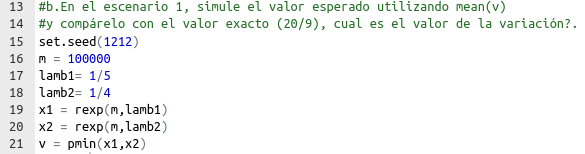 13 #b.En el escenario 1, simule el valor esperado utilizando mean(v)
14 #y compárelo con el valor exacto (20/9), cual es el valor de la variación?.
15 set.seed(1212)
16 m = 100000
17 lamb1= 1/5
18 lamb2= 1/4
19 x1 = rexp(m,lamb1)
20 x2 = rexp(m,lamb2)
21 v = pmin(x1,x2)